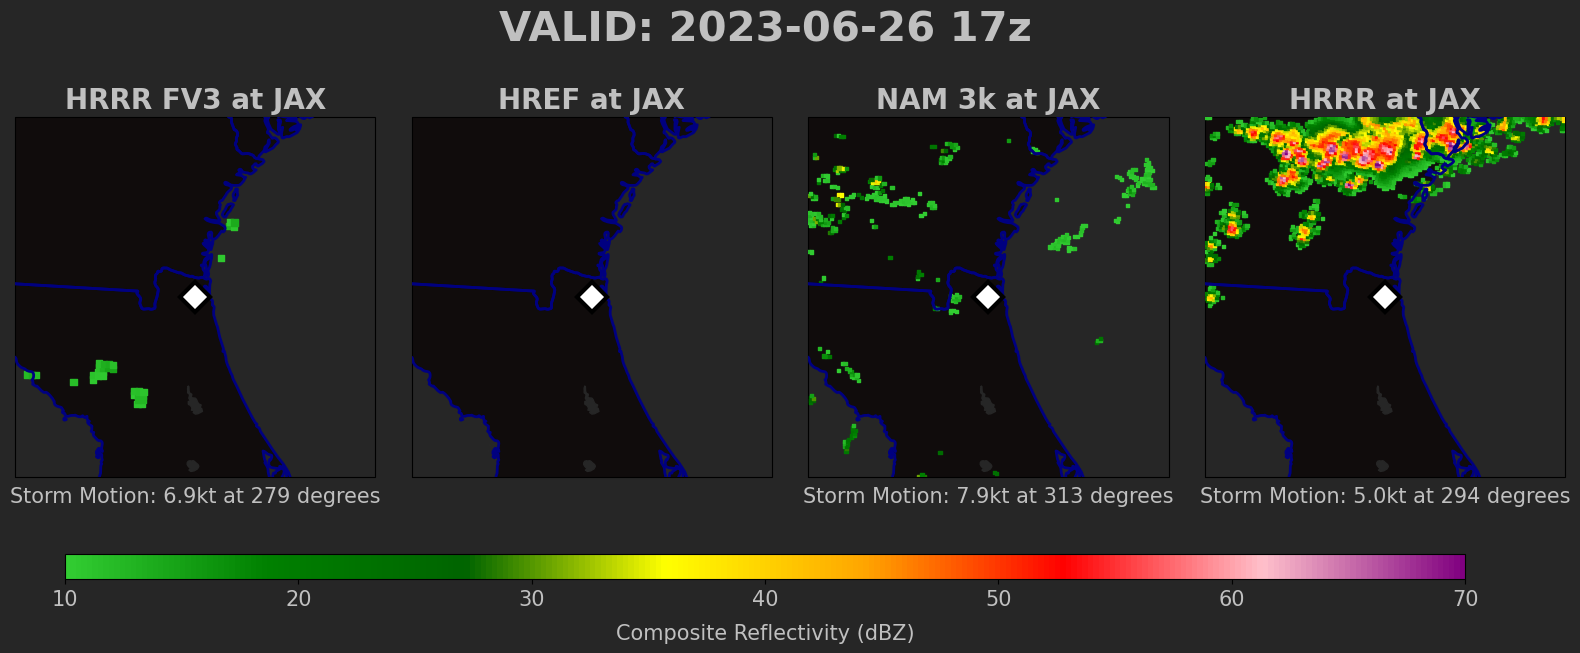 VALID: 2023-06-26 17z
HRRR FV3 at JAX
HREF at JAX
NAM 3k at JAX
HRRR at JAX
Storm Motion: 6.9kt at 279 degrees
Storm Motion: 7.9kt at 313 degrees
Storm Motion: 5.0kt at 294 degrees
10 20 30 40 50 60 70
Composite Reflectivity (dBZ)